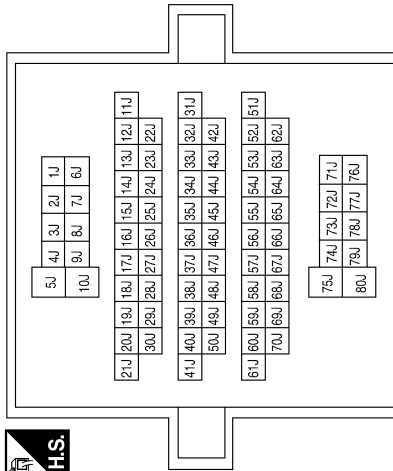 H.S.
5J 4J 3J 2J 1J
10J 9J 8J 7J 6J
21J 20J 19J 18J 17J 16J 15J 14J 13J 12J 11J
30J 29J 28J 27J 26J 25J 24J 23J 22J
41J 40J 39J 38J 37J 36J 35J 34J 33J 32J 31J
50J 49J 48J 47J 46J 45J 44J 43J 42J
61J 60J 59J 58J 57J 56J 55J 54J 53J 52J 51J
70J 69J 68J 67J 66J 65J 64J 63J 62J
75J 74J 73J 72J 71J
80J 79J 78J 77J 76J